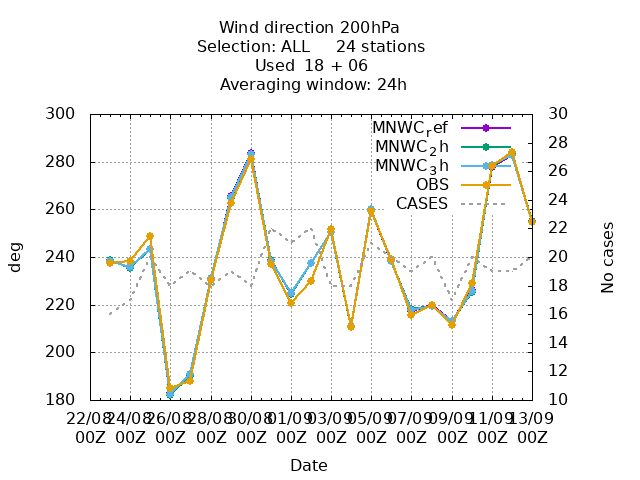 Wind direction 200hPa
Selection: ALL 24 stations
Used 18 + 06
Averaging window: 24h
300
280
260
240
220
200
180
30
28
26
24
22
20
18
16
14
12
10
MNWCref
MNWC2h
MNWC3h
OBS
CASES
deg
No cases
22/08 24/08 26/08 28/08 30/08 01/09 03/09 05/09 07/09 09/09 11/09 13/09
00Z 00Z 00Z 00Z 00Z 00Z 00Z 00Z 00Z 00Z 00Z 00Z
Date